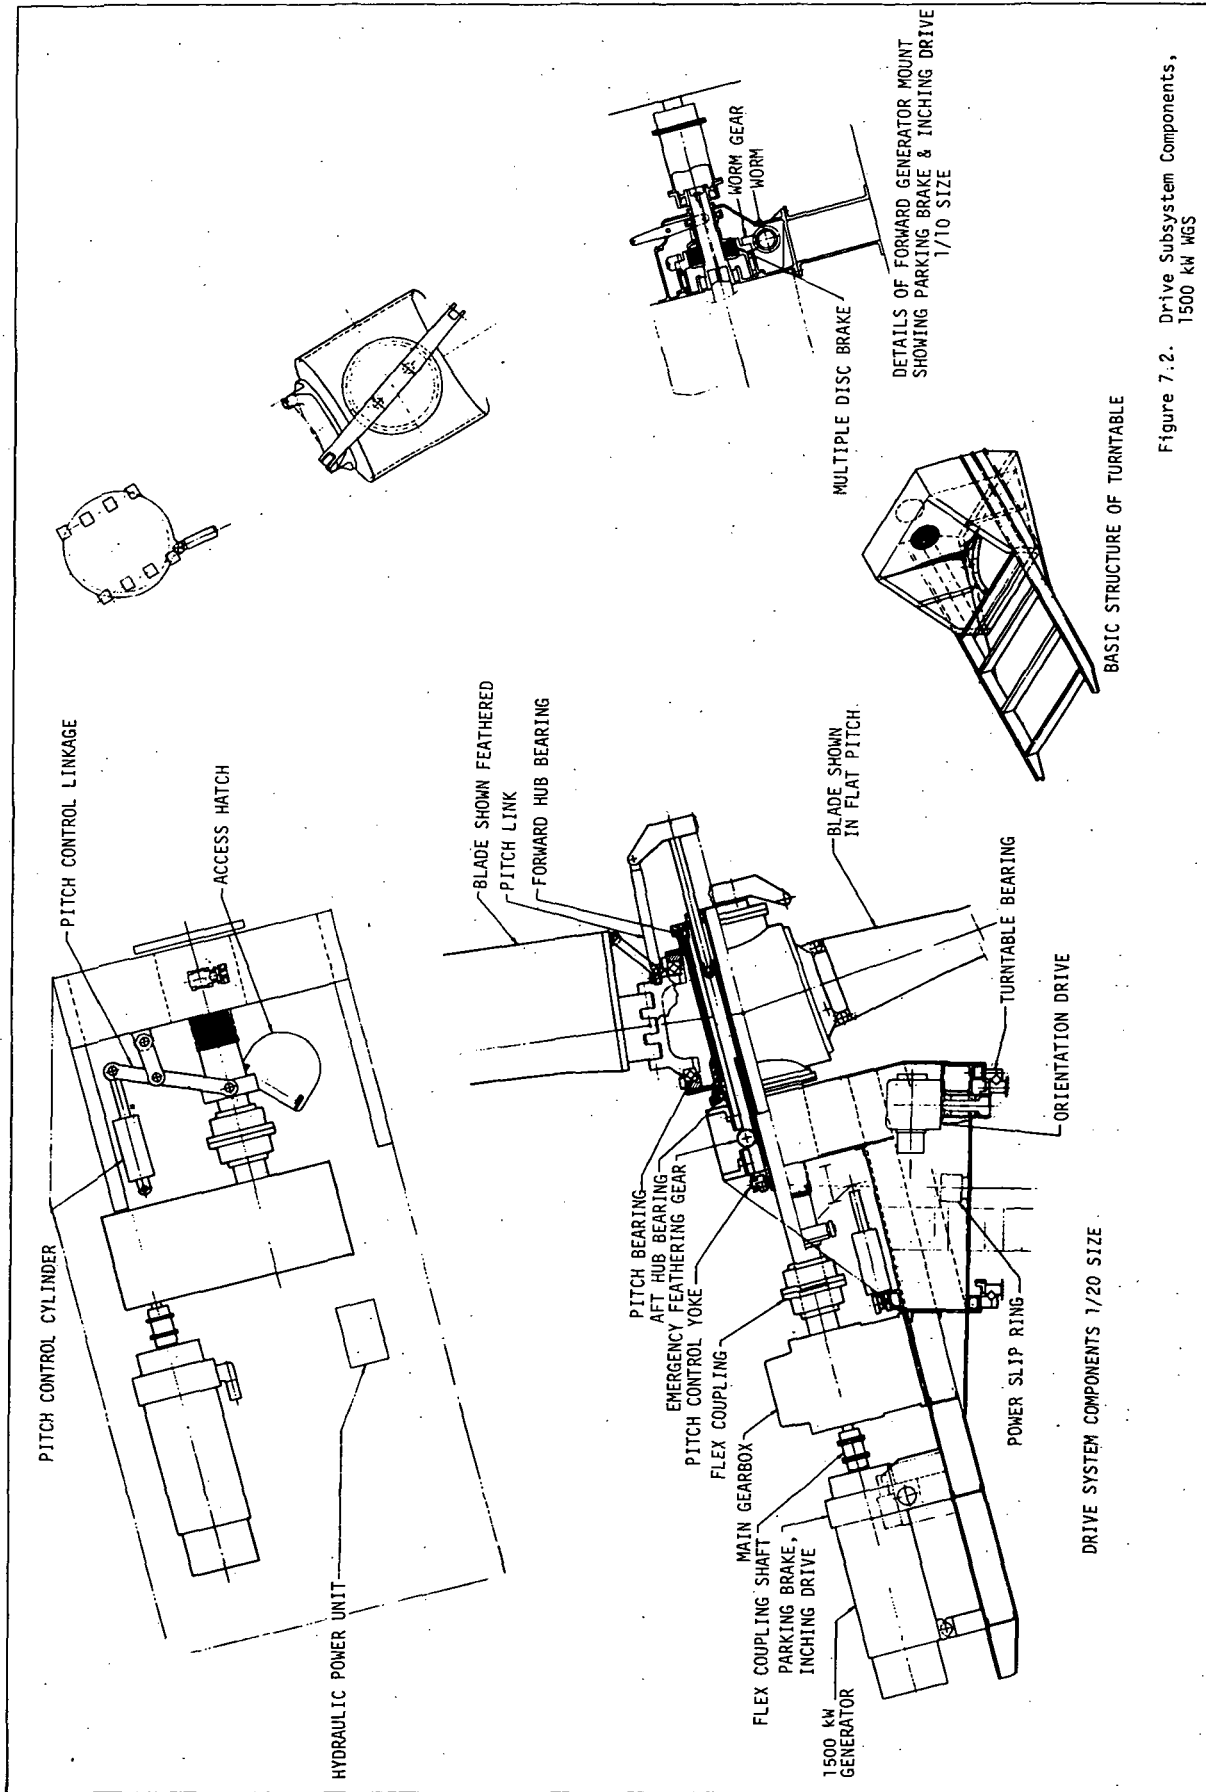 PITCH CONTROL CYLINDER
PITCH CONTROL LINKAGE
ACCESS HATCH
HYDRAULIC POWER UNIT
BLADE SHOWN FEATHERED
PITCH LINK
FORWARD HUB BEARING
PITCH BEARING
AFT HUB BEARING
EMERGENCY FEATHERING GEAR
PITCH CONTROL YOKE
FLEX COUPLING
MAIN GEARBOX
FLEX COUPLING SHAFT
PARKING BRAKE,
INCHING DRIVE
1500 kW
GENERATOR
BLADE SHOWN
IN FLAT PITCH
TURNTABLE BEARING
ORIENTATION DRIVE
POWER SLIP RING
DRIVE SYSTEM COMPONENTS 1/20 SIZE
WORM GEAR
WORM
MULTIPLE DISC BRAKE
DETAILS OF FORWARD GENERATOR MOUNT
SHOWING PARKING BRAKE & INCHING DRIVE
1/10 SIZE
BASIC STRUCTURE OF TURNTABLE
Figure 7.2. Drive Subsystem Components,
1500 kW WGS